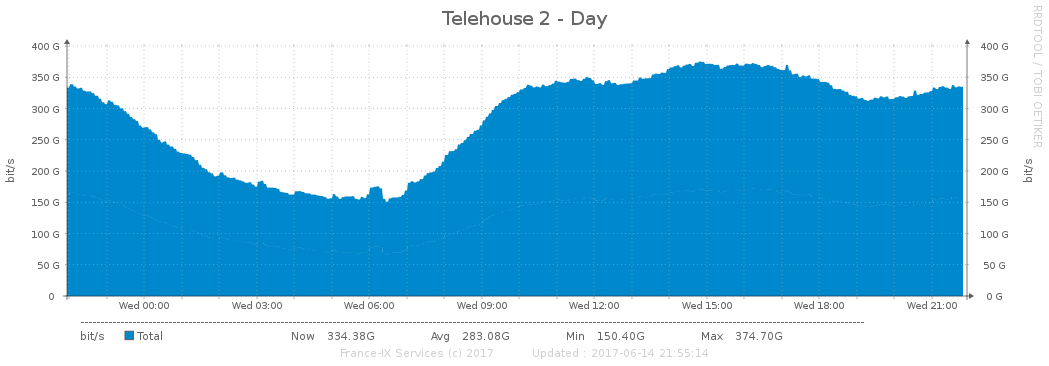 Telehouse 2 - Day
RRDTOOL / TOBI OETIKER
bit/s
400 G
350 G
300 G
250 G
200 G
150 G
100 G
50 G
0
400 G
350 G
300 G
250 G
200 G
150 G
100 G
50 G
0 G
bit/s
Wed 00:00 Wed 03:00 Wed 06:00 Wed 09:00 Wed 12:00 Wed 15:00 Wed 18:00 Wed 21:00
bit/s Total Now 334.38G Avg 283.08G Min 150.40G Max 374.70G
France-IX Services (c) 2017 Updated : 2017-06-14 21:55:14